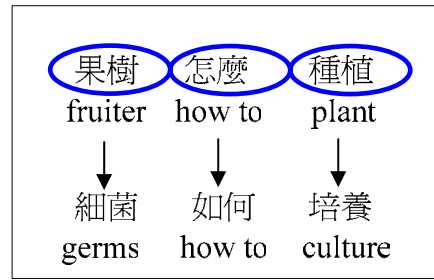 果樹 怎麼 種植
fruiter how to plant
細菌 如何 培養
germs how to culture